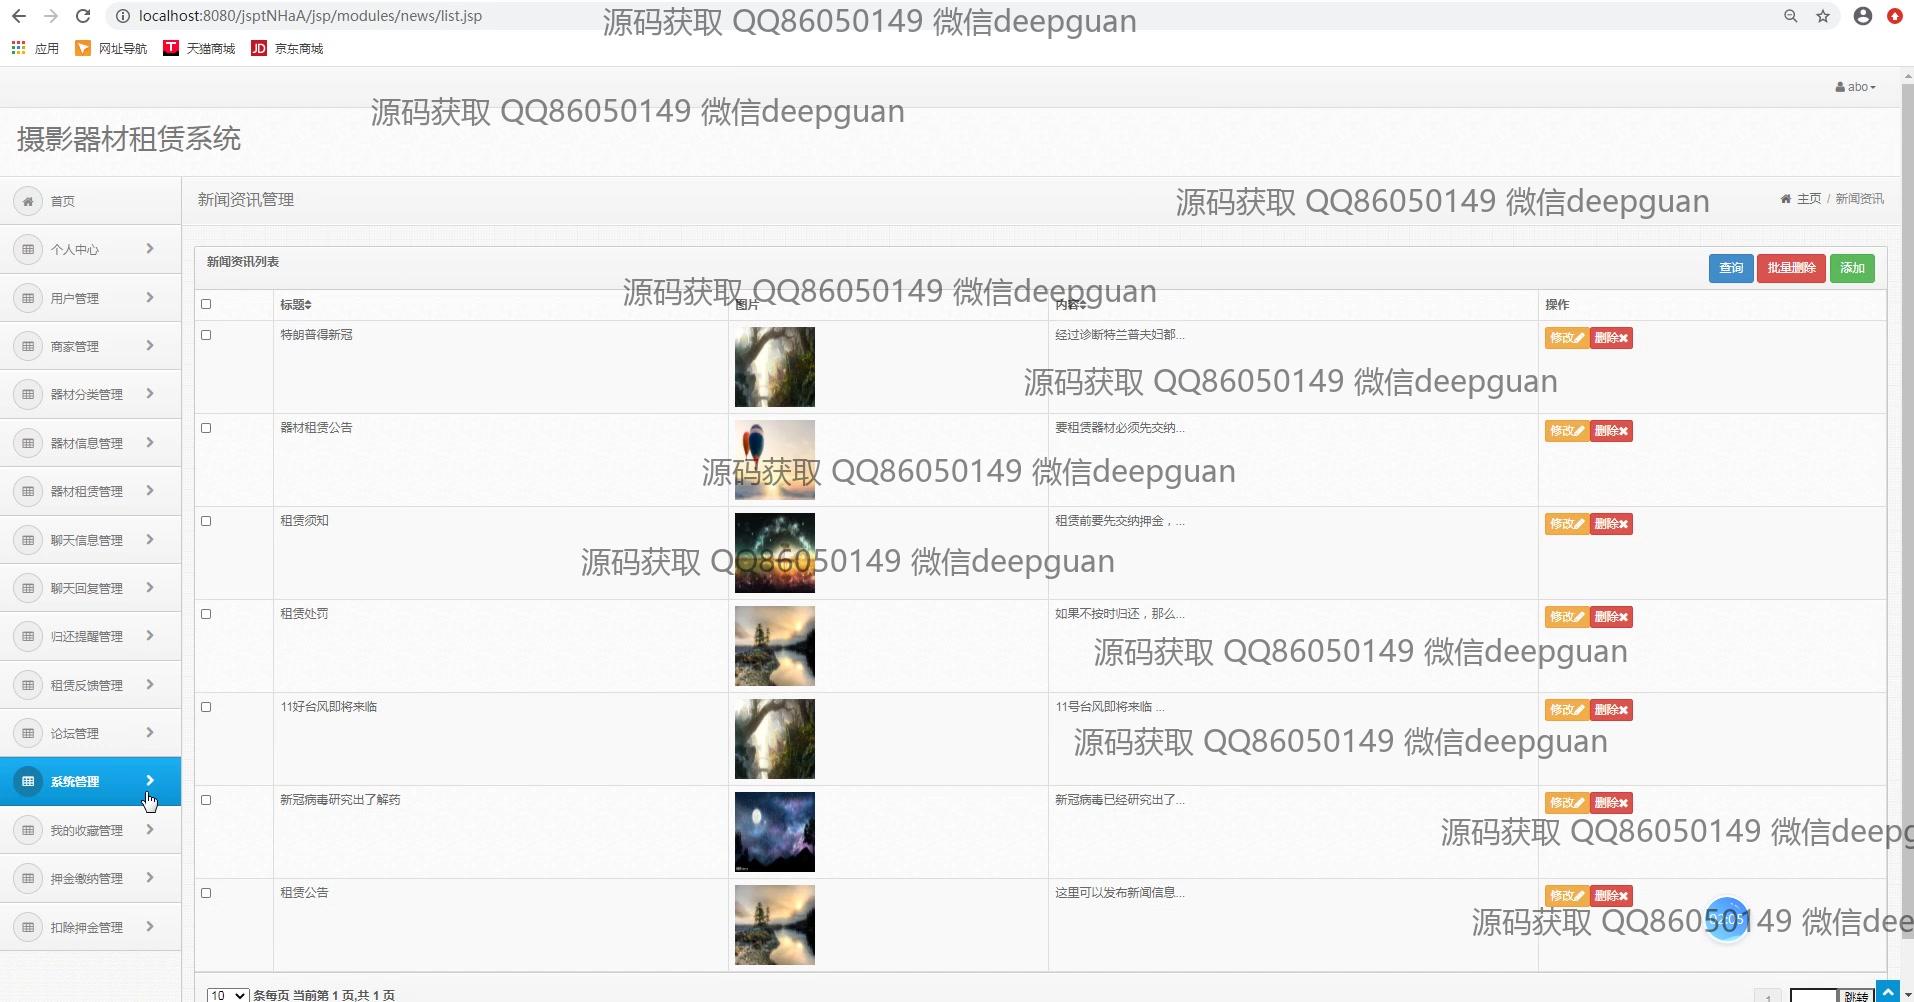 localhost:8080/jsptNHaA/jsp/modules/news/list.jsp
源码获取 QQ86050149 微信deepguan
应用 网址导航 天猫商城 京东商城
abo
源码获取 QQ86050149 微信deepguan
摄影器材租赁系统
首页
个人中心
用户管理
商家管理
器材分类管理
器材信息管理
器材租赁管理
聊天信息管理
聊天回复管理
归还提醒管理
租赁反馈管理
论坛管理
系统管理
我的收藏管理
押金缴纳管理
扣除押金管理
新闻资讯管理
源码获取 QQ86050149 微信deepguan
主页 / 新闻资讯
新闻资讯列表
查询 批量删除 添加
源码获取 QQ86050149 微信deepguan
标题 图片 内容 操作
特朗普得新冠 经过诊断特兰普夫妇都... 修改 删除
源码获取 QQ86050149 微信deepguan
器材租赁公告 要租赁器材必须先交纳... 修改 删除
源码获取 QQ86050149 微信deepguan
租赁须知 租赁前要先交纳押金，... 修改 删除
源码获取 QQ86050149 微信deepguan
租赁处罚 如果不按时归还，那么... 修改 删除
源码获取 QQ86050149 微信deepguan
11好台风即将来临 11号台风即将来临 ... 修改 删除
源码获取 QQ86050149 微信deepguan
新冠病毒研究出了解药 新冠病毒已经研究出了... 修改 删除
源码获取 QQ86050149 微信deepg
租赁公告 这里可以发布新闻信息... 修改 删除
源码获取 QQ86050149 微信dee
02:05
10 条每页 当前第 1 页,共 1 页
1 跳转